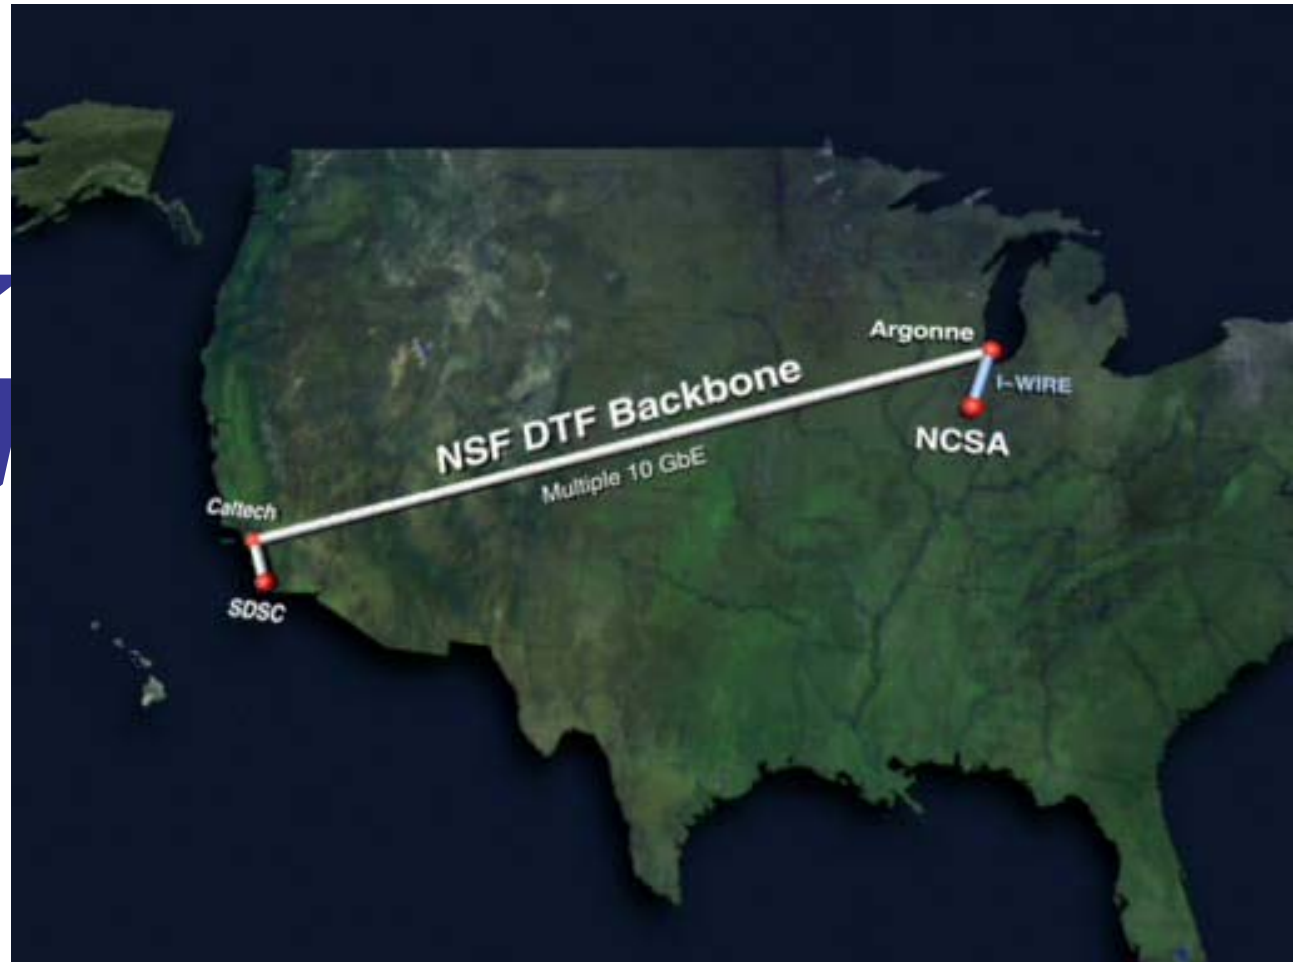 Argonne
I-WIRE
NCSA
NSF DTF Backbone
Multiple 10 GbE
Caltech
SDSC